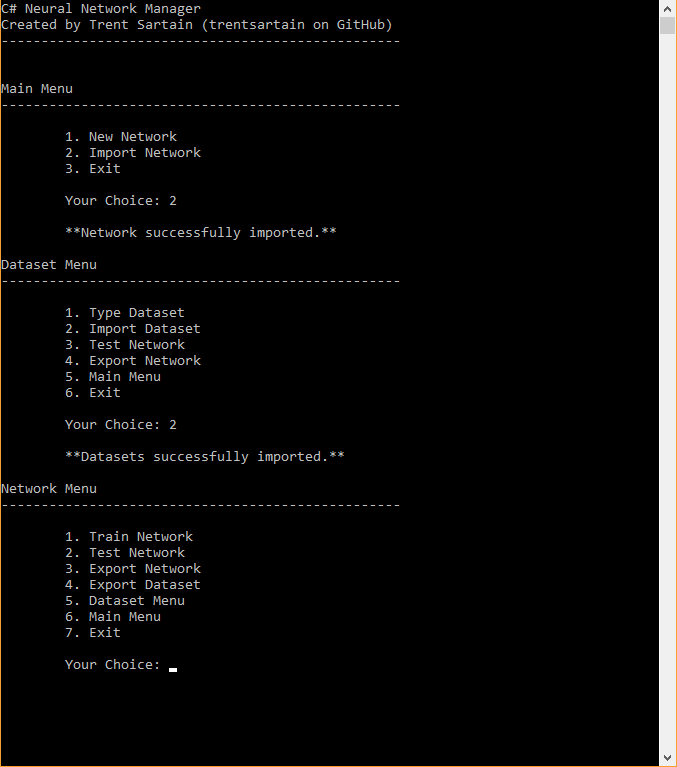 C# Neural Network Manager
Created by Trent Sartain (trentsartain on GitHub)
--------------------------------------------------
Main Menu
--------------------------------------------------
1. New Network
2. Import Network
3. Exit
Your Choice: 2
**Network successfully imported.**
Dataset Menu
--------------------------------------------------
1. Type Dataset
2. Import Dataset
3. Test Network
4. Export Network
5. Main Menu
6. Exit
Your Choice: 2
**Datasets successfully imported.**
Network Menu
--------------------------------------------------
1. Train Network
2. Test Network
3. Export Network
4. Export Dataset
5. Dataset Menu
6. Main Menu
7. Exit
Your Choice: